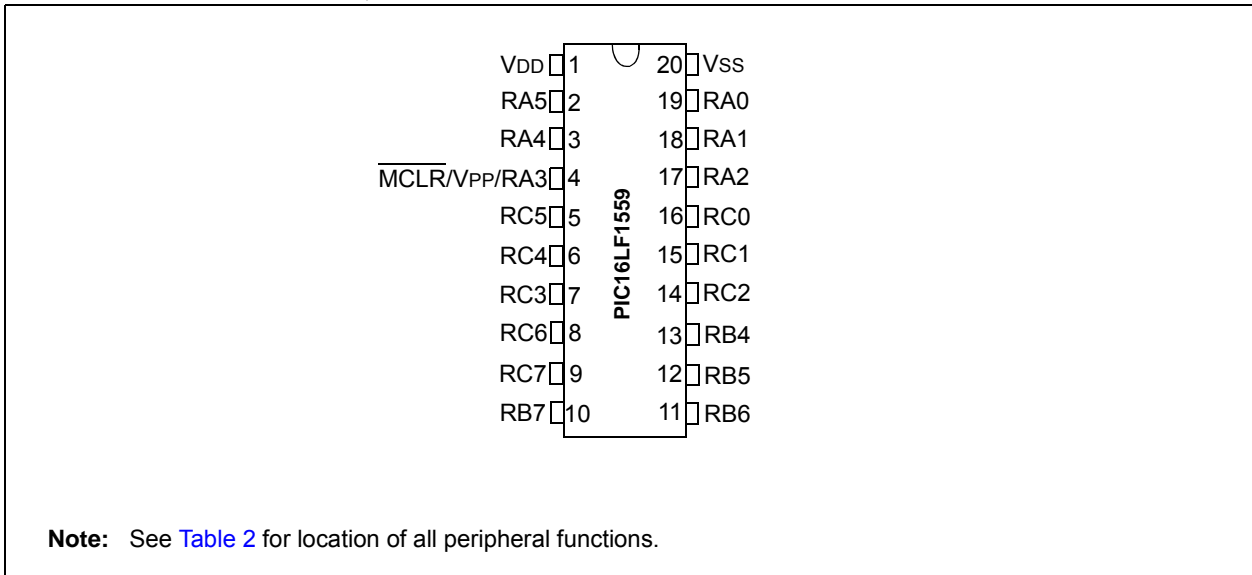 VDD 1 20 VSS
RA5 2 19 RA0
RA4 3 18 RA1
MCLR/VPP/RA3 4 17 RA2
RC5 5 16 RC0
RC4 6 15 RC1
RC3 7 14 RC2
RC6 8 13 RB4
RC7 9 12 RB5
RB7 10 11 RB6
PIC16LF1559
Note: See Table 2 for location of all peripheral functions.